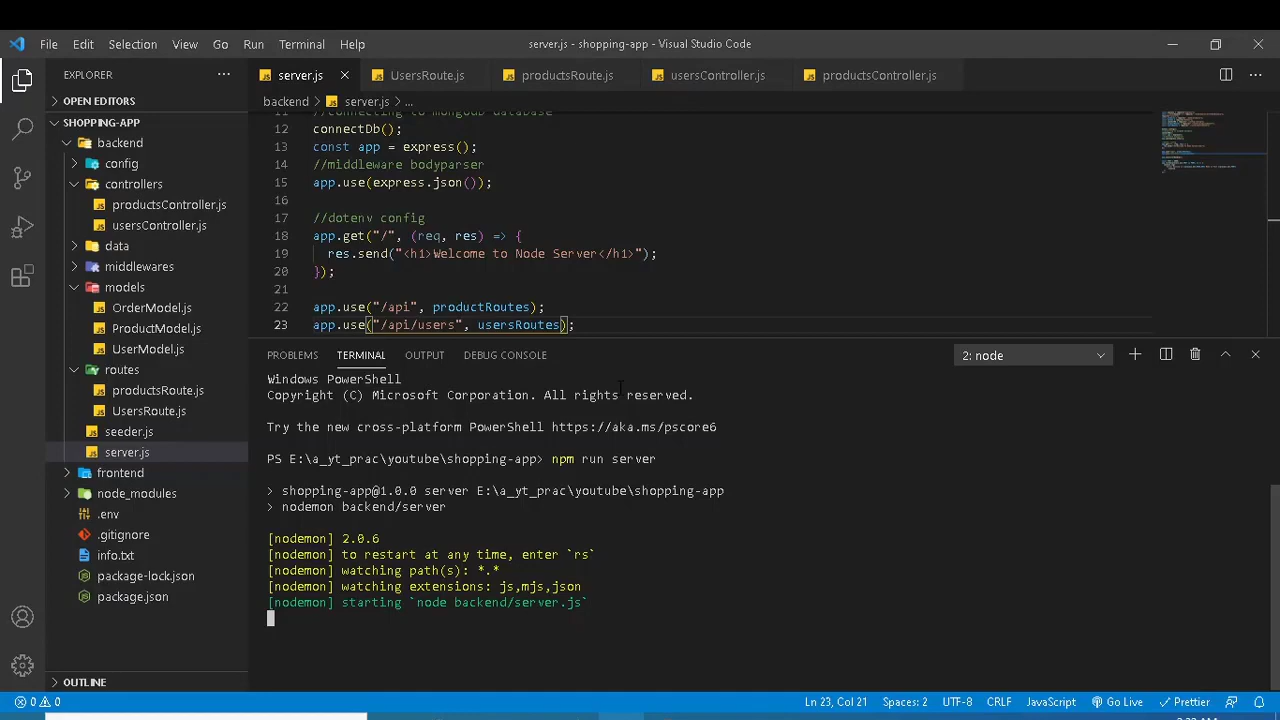 File Edit Selection View Go Run Terminal Help
server.js - shopping-app - Visual Studio Code
EXPLORER
OPEN EDITORS
SHOPPING-APP
backend
config
controllers
productsController.js
usersController.js
data
middlewares
models
OrderModel.js
ProductModel.js
UserModel.js
routes
productsRoute.js
UsersRoute.js
seeder.js
server.js
frontend
node_modules
.env
.gitignore
info.txt
package-lock.json
package.json
OUTLINE
server.js UsersRoute.js productsRoute.js usersController.js productsController.js
backend > server.js > ...
11 //connecting to mongodb database
12 connectDb();
13 const app = express();
14 //middleware bodyparser
15 app.use(express.json());
16
17 //dotenv config
18 app.get("/", (req, res) => {
19 res.send("<h1>Welcome to Node Server</h1>");
20 });
21
22 app.use("/api", productRoutes);
23 app.use("/api/users", usersRoutes);
PROBLEMS TERMINAL OUTPUT DEBUG CONSOLE
2: node
Windows PowerShell
Copyright (C) Microsoft Corporation. All rights reserved.
Try the new cross-platform PowerShell https://aka.ms/pscore6
PS E:\a_yt_prac\youtube\shopping-app> npm run server
> shopping-app@1.0.0 server E:\a_yt_prac\youtube\shopping-app
> nodemon backend/server
[nodemon] 2.0.6
[nodemon] to restart at any time, enter `rs`
[nodemon] watching path(s): *.*
[nodemon] watching extensions: js,mjs,json
[nodemon] starting `node backend/server.js`
0 0
Ln 23, Col 21 Spaces: 2 UTF-8 CRLF JavaScript Go Live Prettier